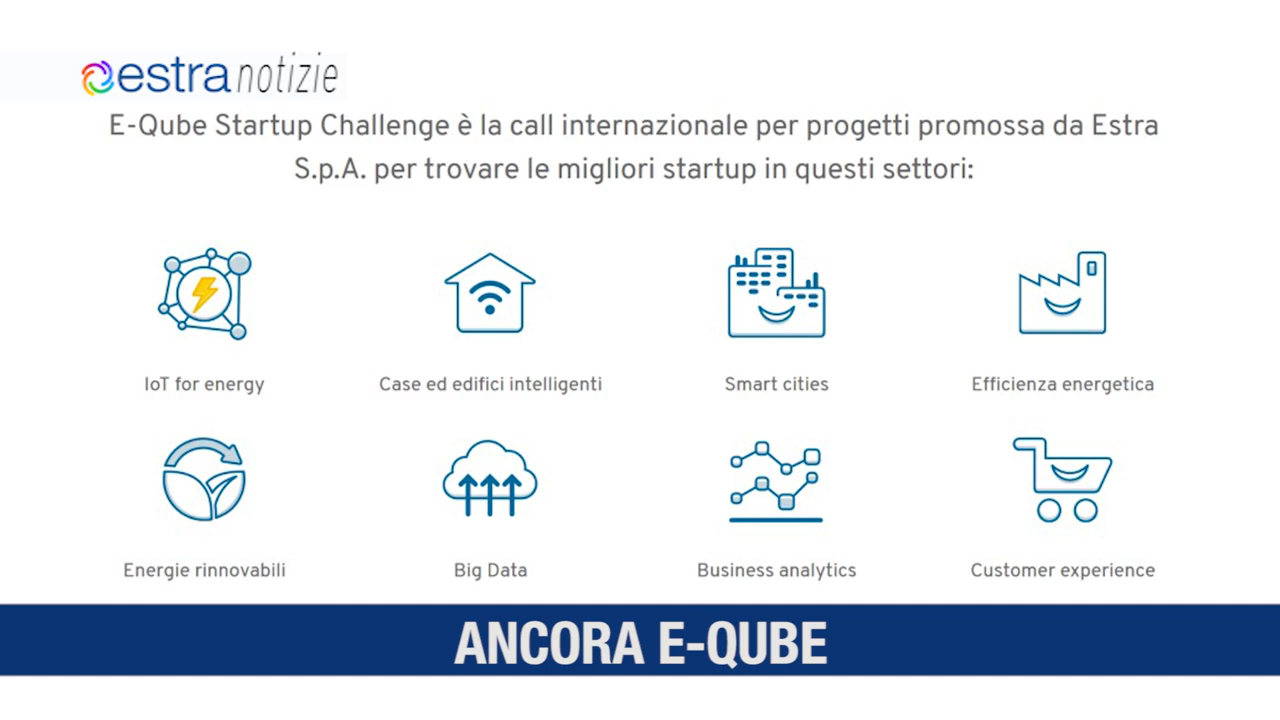 estra notizie
E-Qube Startup Challenge è la call internazionale per progetti promossa da Estra
S.p.A. per trovare le migliori startup in questi settori:
IoT for energy
Case ed edifici intelligenti
Smart cities
Efficienza energetica
Energie rinnovabili
Big Data
Business analytics
Customer experience
ANCORA E-QUBE